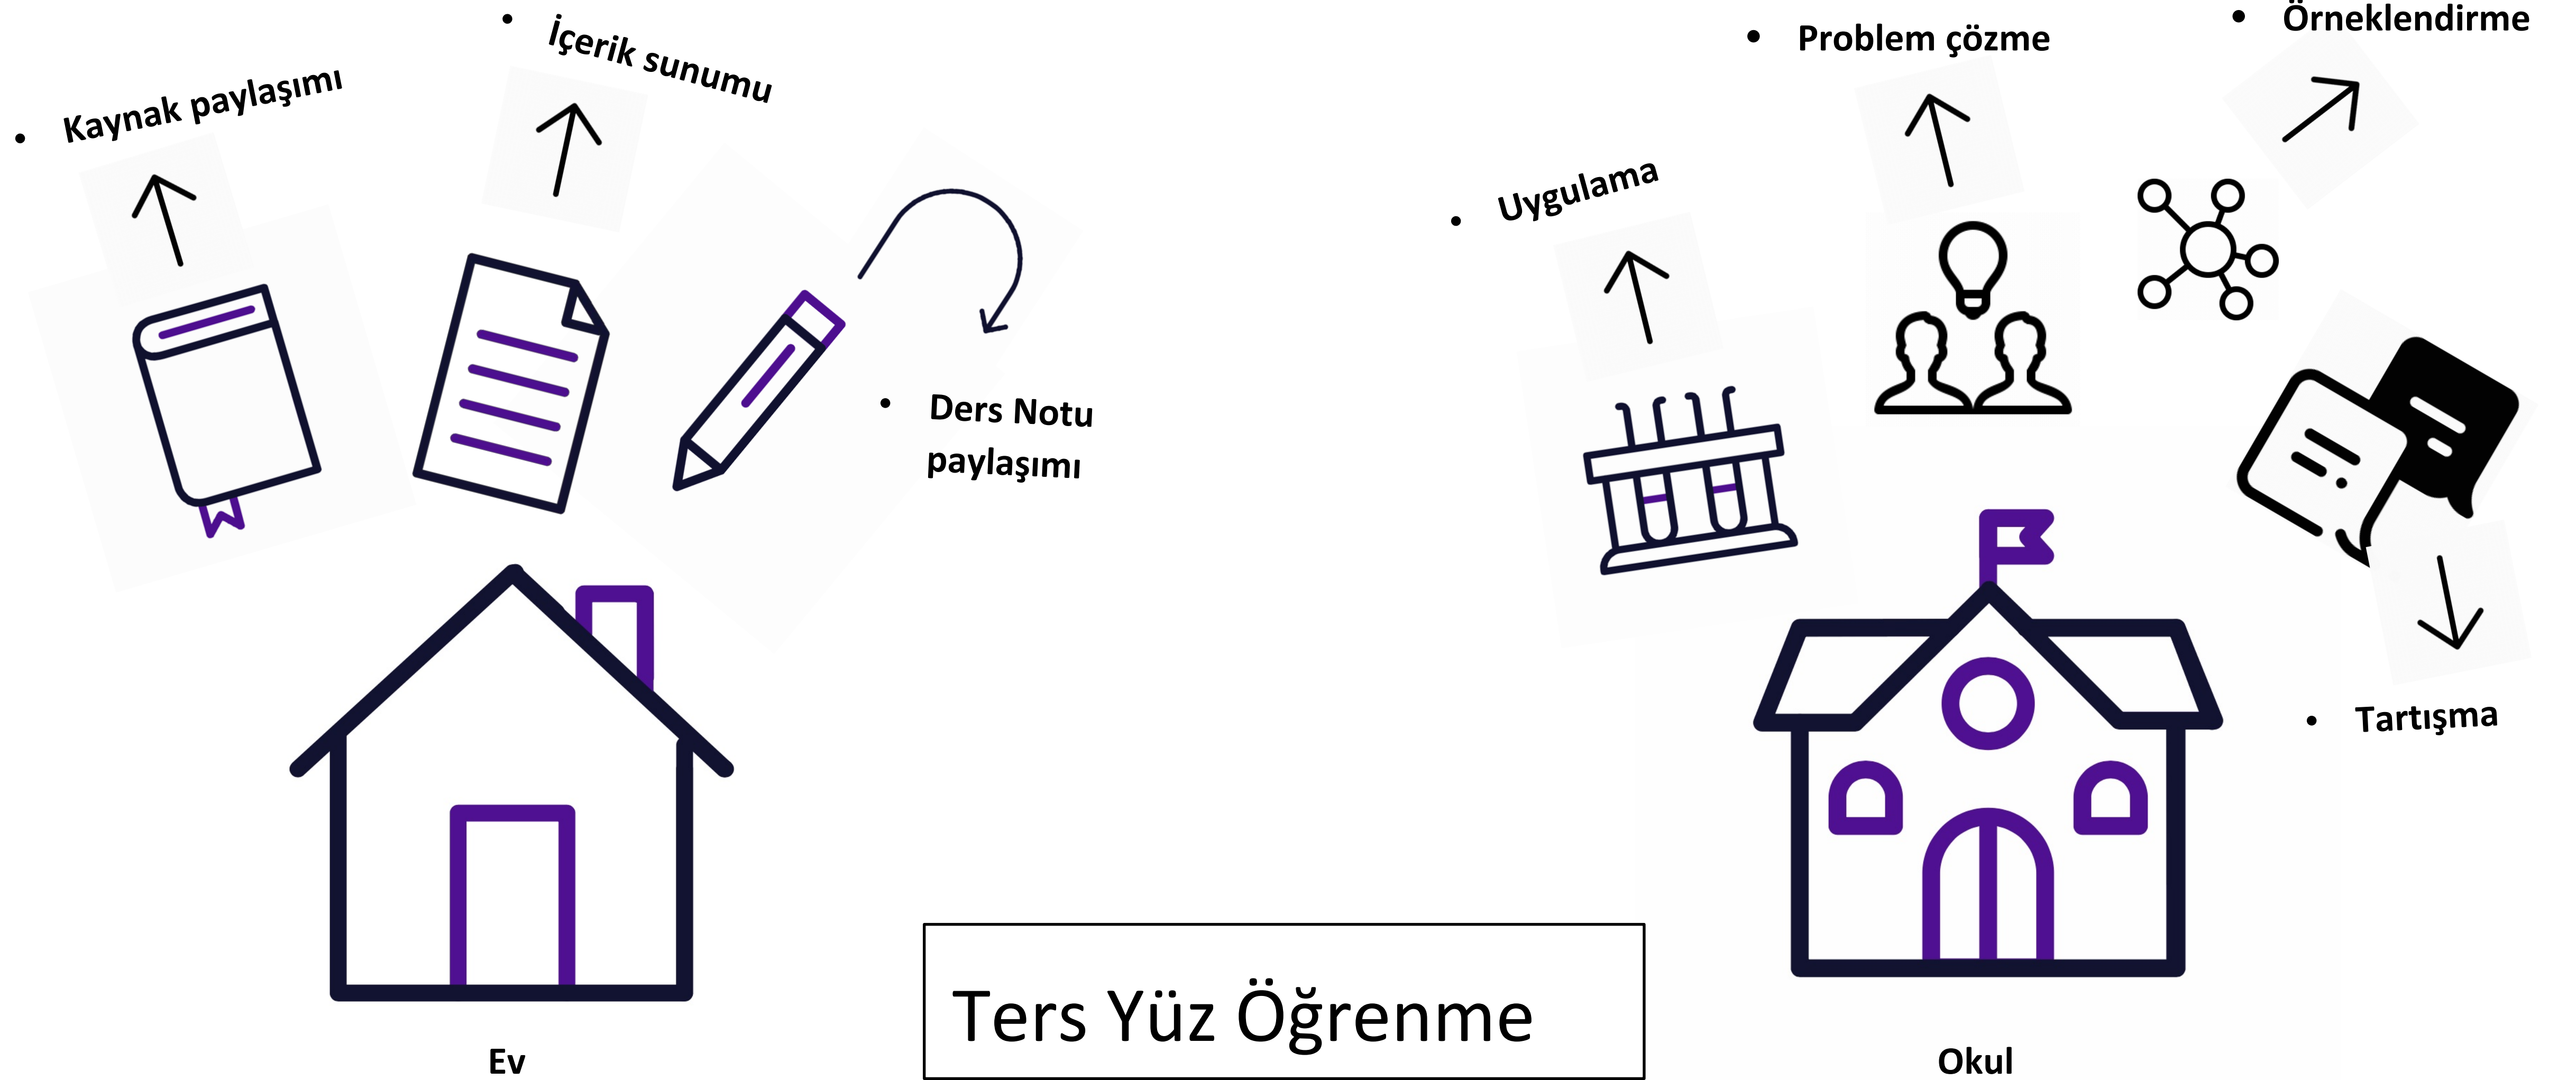 • Kaynak paylaşımı
• İçerik sunumu
• Ders Notu
paylaşımı
Ev
Ters Yüz Öğrenme
• Uygulama
• Problem çözme
• Örneklendirme
• Tartışma
Okul